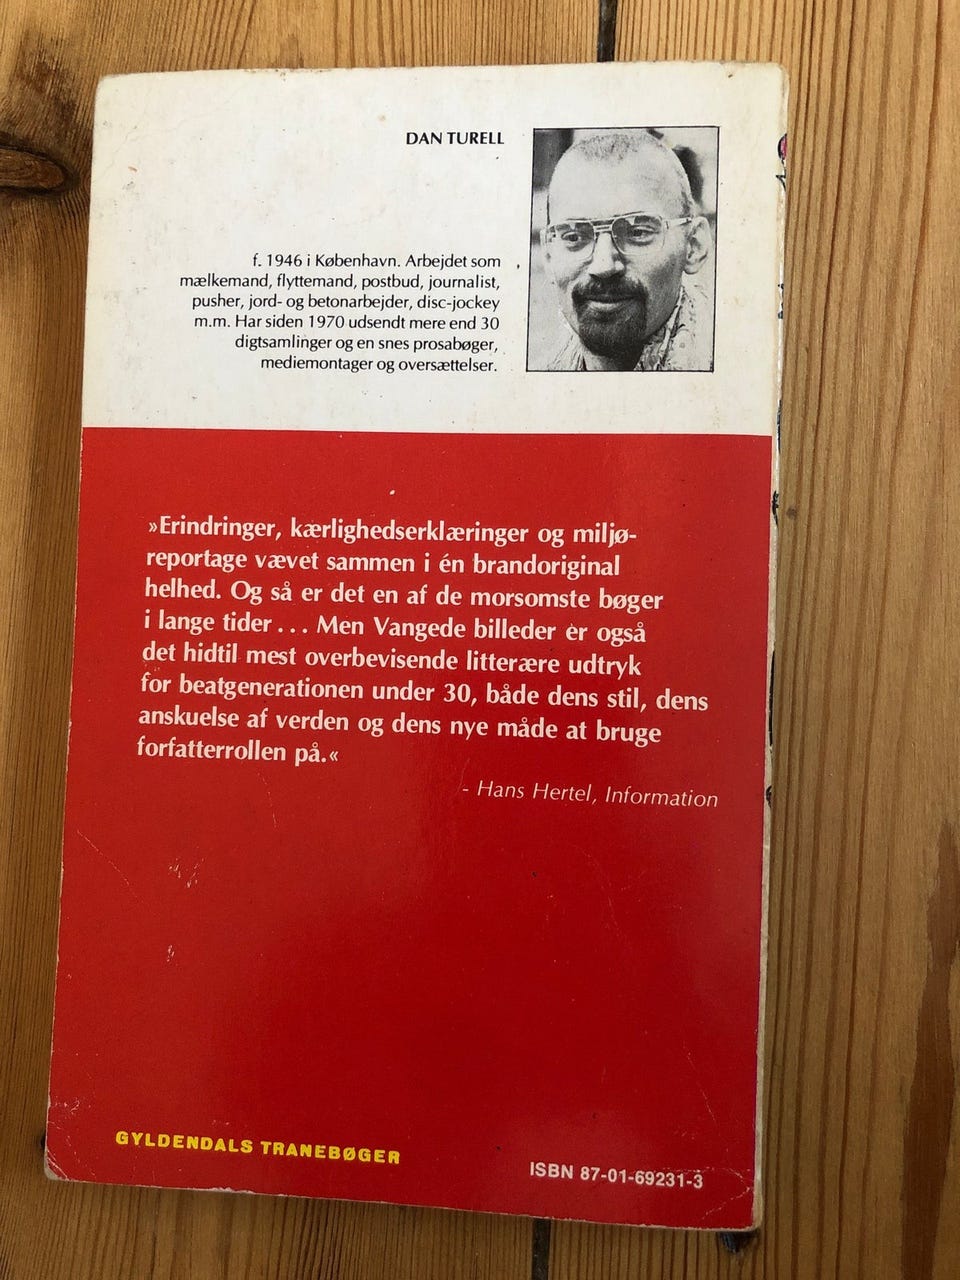 DAN TURELL
f. 1946 i København. Arbejdet som
mælkemand, flyttemand, postbud, journalist,
pusher, jord- og betonarbejder, disc-jockey
m.m. Har siden 1970 udsendt mere end 30
digtsamlinger og en snes prosabøger,
mediemontager og oversættelser.
»Erindringer, kærlighedserklæringer og miljø-
reportage vævet sammen i én brandoriginal
helhed. Og så er det en af de morsomste bøger
i lange tider . . . Men Vangede billeder er også
det hidtil mest overbevisende litterære udtryk
for beatgenerationen under 30, både dens stil, dens
anskuelse af verden og dens nye måde at bruge
forfatterrollen på.«
- Hans Hertel, Information
GYLDENDALS TRANEBØGER
ISBN 87-01-69231-3